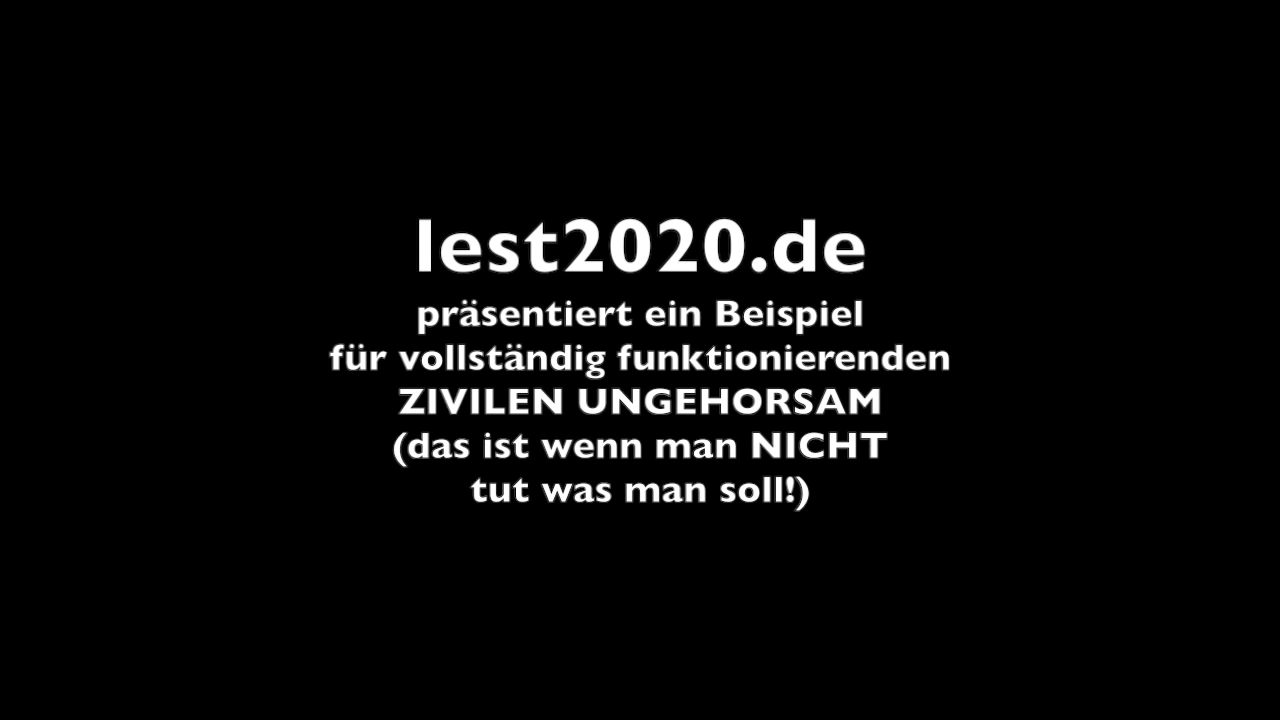 lest2020.de
präsentiert ein Beispiel
für vollständig funktionierenden
ZIVILEN UNGEHORSAM
(das ist wenn man NICHT
tut was man soll!)